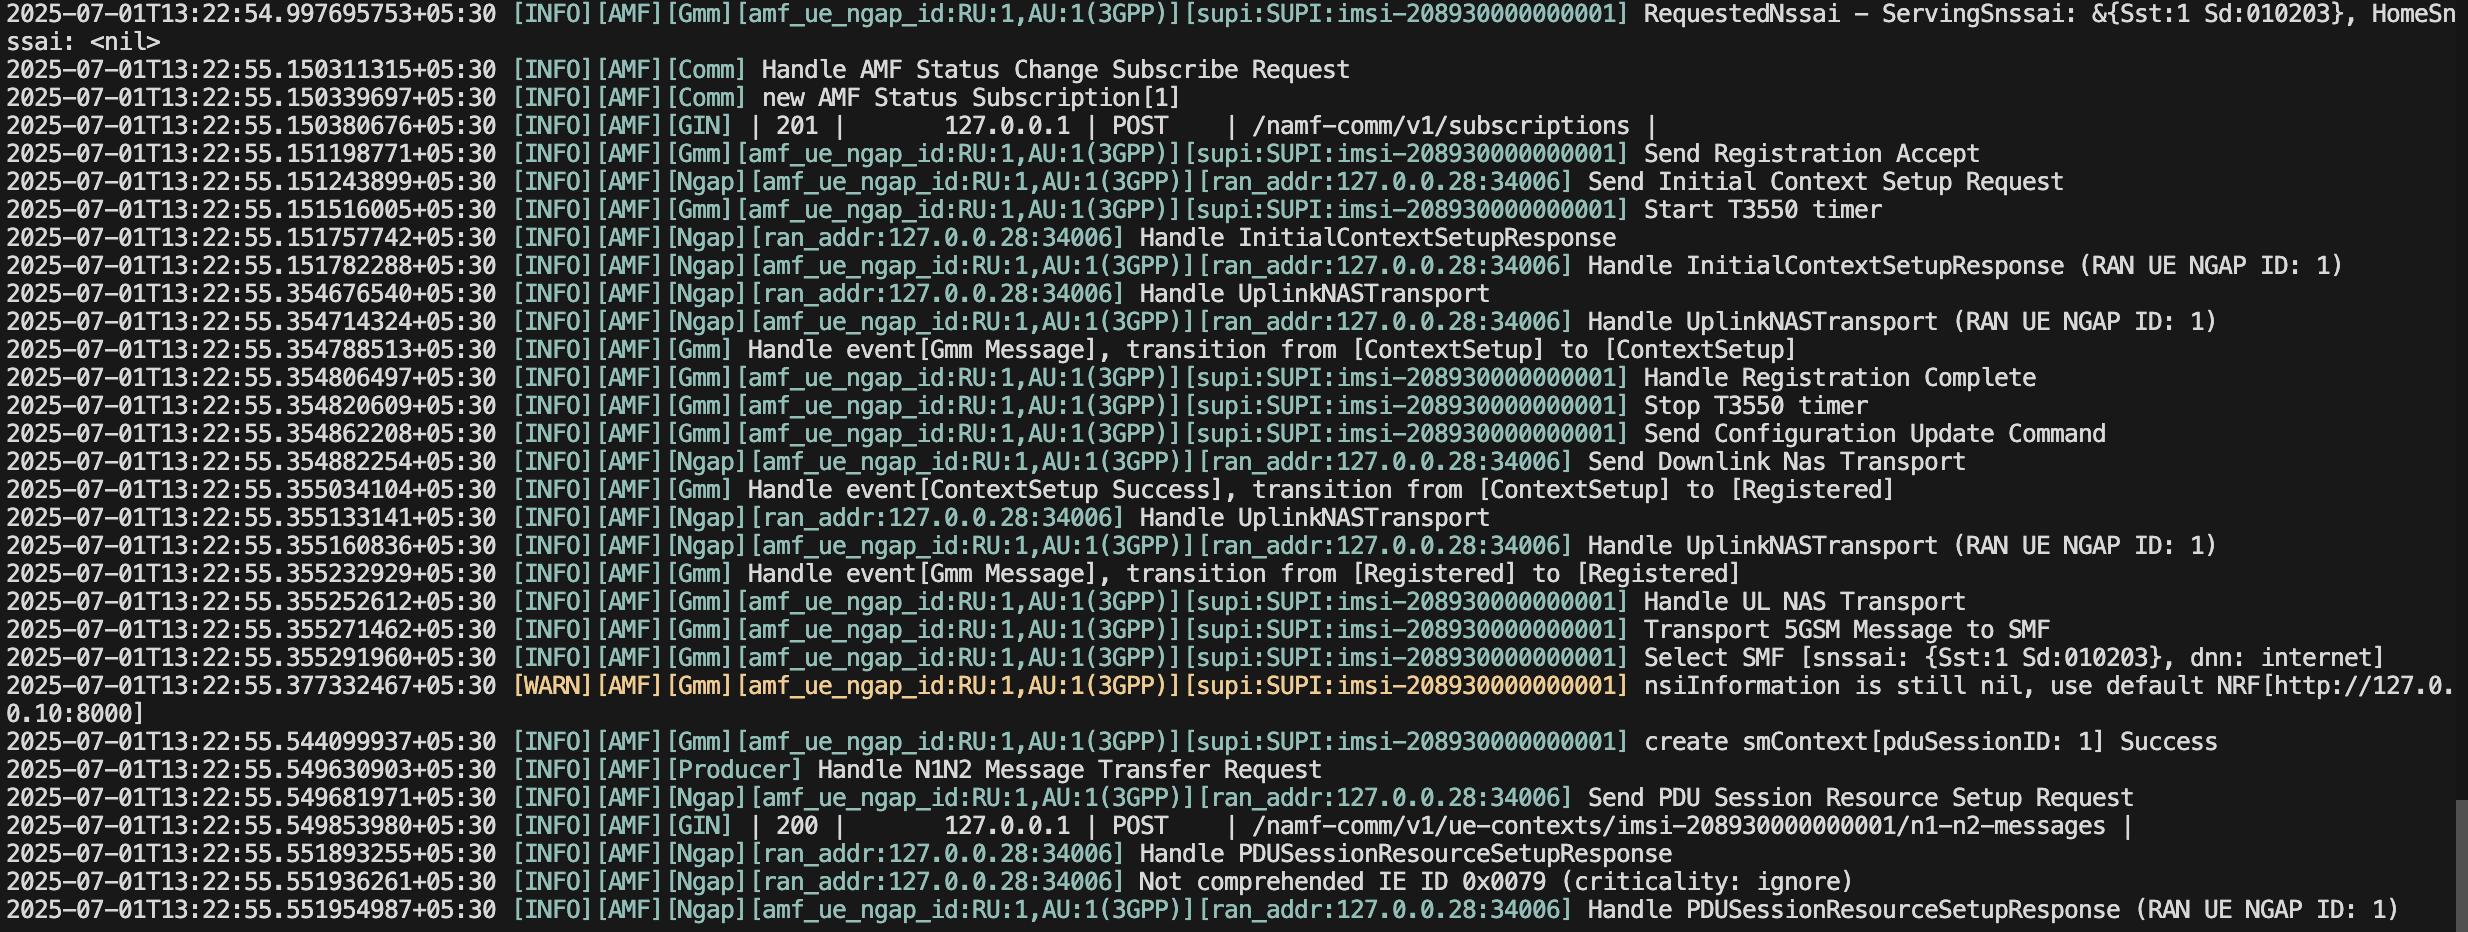 2025-07-01T13:22:54.997695753+05:30 [INFO][AMF][Gmm][amf_ue_ngap_id:RU:1,AU:1(3GPP)][supi:SUPI:imsi-208930000000001] RequestedNssai - ServingSnssai: &{Sst:1 Sd:010203}, HomeSn
ssai: <nil>
2025-07-01T13:22:55.150311315+05:30 [INFO][AMF][Comm] Handle AMF Status Change Subscribe Request
2025-07-01T13:22:55.150339697+05:30 [INFO][AMF][Comm] new AMF Status Subscription[1]
2025-07-01T13:22:55.150380676+05:30 [INFO][AMF][GIN] | 201 |       127.0.0.1 | POST    | /namf-comm/v1/subscriptions |
2025-07-01T13:22:55.151198771+05:30 [INFO][AMF][Gmm][amf_ue_ngap_id:RU:1,AU:1(3GPP)][supi:SUPI:imsi-208930000000001] Send Registration Accept
2025-07-01T13:22:55.151243899+05:30 [INFO][AMF][Ngap][amf_ue_ngap_id:RU:1,AU:1(3GPP)][ran_addr:127.0.0.28:34006] Send Initial Context Setup Request
2025-07-01T13:22:55.151516005+05:30 [INFO][AMF][Gmm][amf_ue_ngap_id:RU:1,AU:1(3GPP)][supi:SUPI:imsi-208930000000001] Start T3550 timer
2025-07-01T13:22:55.151757742+05:30 [INFO][AMF][Ngap][ran_addr:127.0.0.28:34006] Handle InitialContextSetupResponse
2025-07-01T13:22:55.151782288+05:30 [INFO][AMF][Ngap][amf_ue_ngap_id:RU:1,AU:1(3GPP)][ran_addr:127.0.0.28:34006] Handle InitialContextSetupResponse (RAN UE NGAP ID: 1)
2025-07-01T13:22:55.354676540+05:30 [INFO][AMF][Ngap][ran_addr:127.0.0.28:34006] Handle UplinkNASTransport
2025-07-01T13:22:55.354714324+05:30 [INFO][AMF][Ngap][amf_ue_ngap_id:RU:1,AU:1(3GPP)][ran_addr:127.0.0.28:34006] Handle UplinkNASTransport (RAN UE NGAP ID: 1)
2025-07-01T13:22:55.354788513+05:30 [INFO][AMF][Gmm] Handle event[Gmm Message], transition from [ContextSetup] to [ContextSetup]
2025-07-01T13:22:55.354806497+05:30 [INFO][AMF][Gmm][amf_ue_ngap_id:RU:1,AU:1(3GPP)][supi:SUPI:imsi-208930000000001] Handle Registration Complete
2025-07-01T13:22:55.354820609+05:30 [INFO][AMF][Gmm][amf_ue_ngap_id:RU:1,AU:1(3GPP)][supi:SUPI:imsi-208930000000001] Stop T3550 timer
2025-07-01T13:22:55.354862208+05:30 [INFO][AMF][Gmm][amf_ue_ngap_id:RU:1,AU:1(3GPP)][supi:SUPI:imsi-208930000000001] Send Configuration Update Command
2025-07-01T13:22:55.354882254+05:30 [INFO][AMF][Ngap][amf_ue_ngap_id:RU:1,AU:1(3GPP)][ran_addr:127.0.0.28:34006] Send Downlink Nas Transport
2025-07-01T13:22:55.355034104+05:30 [INFO][AMF][Gmm] Handle event[ContextSetup Success], transition from [ContextSetup] to [Registered]
2025-07-01T13:22:55.355133141+05:30 [INFO][AMF][Ngap][ran_addr:127.0.0.28:34006] Handle UplinkNASTransport
2025-07-01T13:22:55.355160836+05:30 [INFO][AMF][Ngap][amf_ue_ngap_id:RU:1,AU:1(3GPP)][ran_addr:127.0.0.28:34006] Handle UplinkNASTransport (RAN UE NGAP ID: 1)
2025-07-01T13:22:55.355232929+05:30 [INFO][AMF][Gmm] Handle event[Gmm Message], transition from [Registered] to [Registered]
2025-07-01T13:22:55.355252612+05:30 [INFO][AMF][Gmm][amf_ue_ngap_id:RU:1,AU:1(3GPP)][supi:SUPI:imsi-208930000000001] Handle UL NAS Transport
2025-07-01T13:22:55.355271462+05:30 [INFO][AMF][Gmm][amf_ue_ngap_id:RU:1,AU:1(3GPP)][supi:SUPI:imsi-208930000000001] Transport 5GSM Message to SMF
2025-07-01T13:22:55.355291960+05:30 [INFO][AMF][Gmm][amf_ue_ngap_id:RU:1,AU:1(3GPP)][supi:SUPI:imsi-208930000000001] Select SMF [snssai: {Sst:1 Sd:010203}, dnn: internet]
2025-07-01T13:22:55.377332467+05:30 [WARN][AMF][Gmm][amf_ue_ngap_id:RU:1,AU:1(3GPP)][supi:SUPI:imsi-208930000000001] nsiInformation is still nil, use default NRF[http://127.0.
0.10:8000]
2025-07-01T13:22:55.544099937+05:30 [INFO][AMF][Gmm][amf_ue_ngap_id:RU:1,AU:1(3GPP)][supi:SUPI:imsi-208930000000001] create smContext[pduSessionID: 1] Success
2025-07-01T13:22:55.549630903+05:30 [INFO][AMF][Producer] Handle N1N2 Message Transfer Request
2025-07-01T13:22:55.549681971+05:30 [INFO][AMF][Ngap][amf_ue_ngap_id:RU:1,AU:1(3GPP)][ran_addr:127.0.0.28:34006] Send PDU Session Resource Setup Request
2025-07-01T13:22:55.549853980+05:30 [INFO][AMF][GIN] | 200 |       127.0.0.1 | POST    | /namf-comm/v1/ue-contexts/imsi-208930000000001/n1-n2-messages |
2025-07-01T13:22:55.551893255+05:30 [INFO][AMF][Ngap][ran_addr:127.0.0.28:34006] Handle PDUSessionResourceSetupResponse
2025-07-01T13:22:55.551936261+05:30 [INFO][AMF][Ngap][ran_addr:127.0.0.28:34006] Not comprehended IE ID 0x0079 (criticality: ignore)
2025-07-01T13:22:55.551954987+05:30 [INFO][AMF][Ngap][amf_ue_ngap_id:RU:1,AU:1(3GPP)][ran_addr:127.0.0.28:34006] Handle PDUSessionResourceSetupResponse (RAN UE NGAP ID: 1)